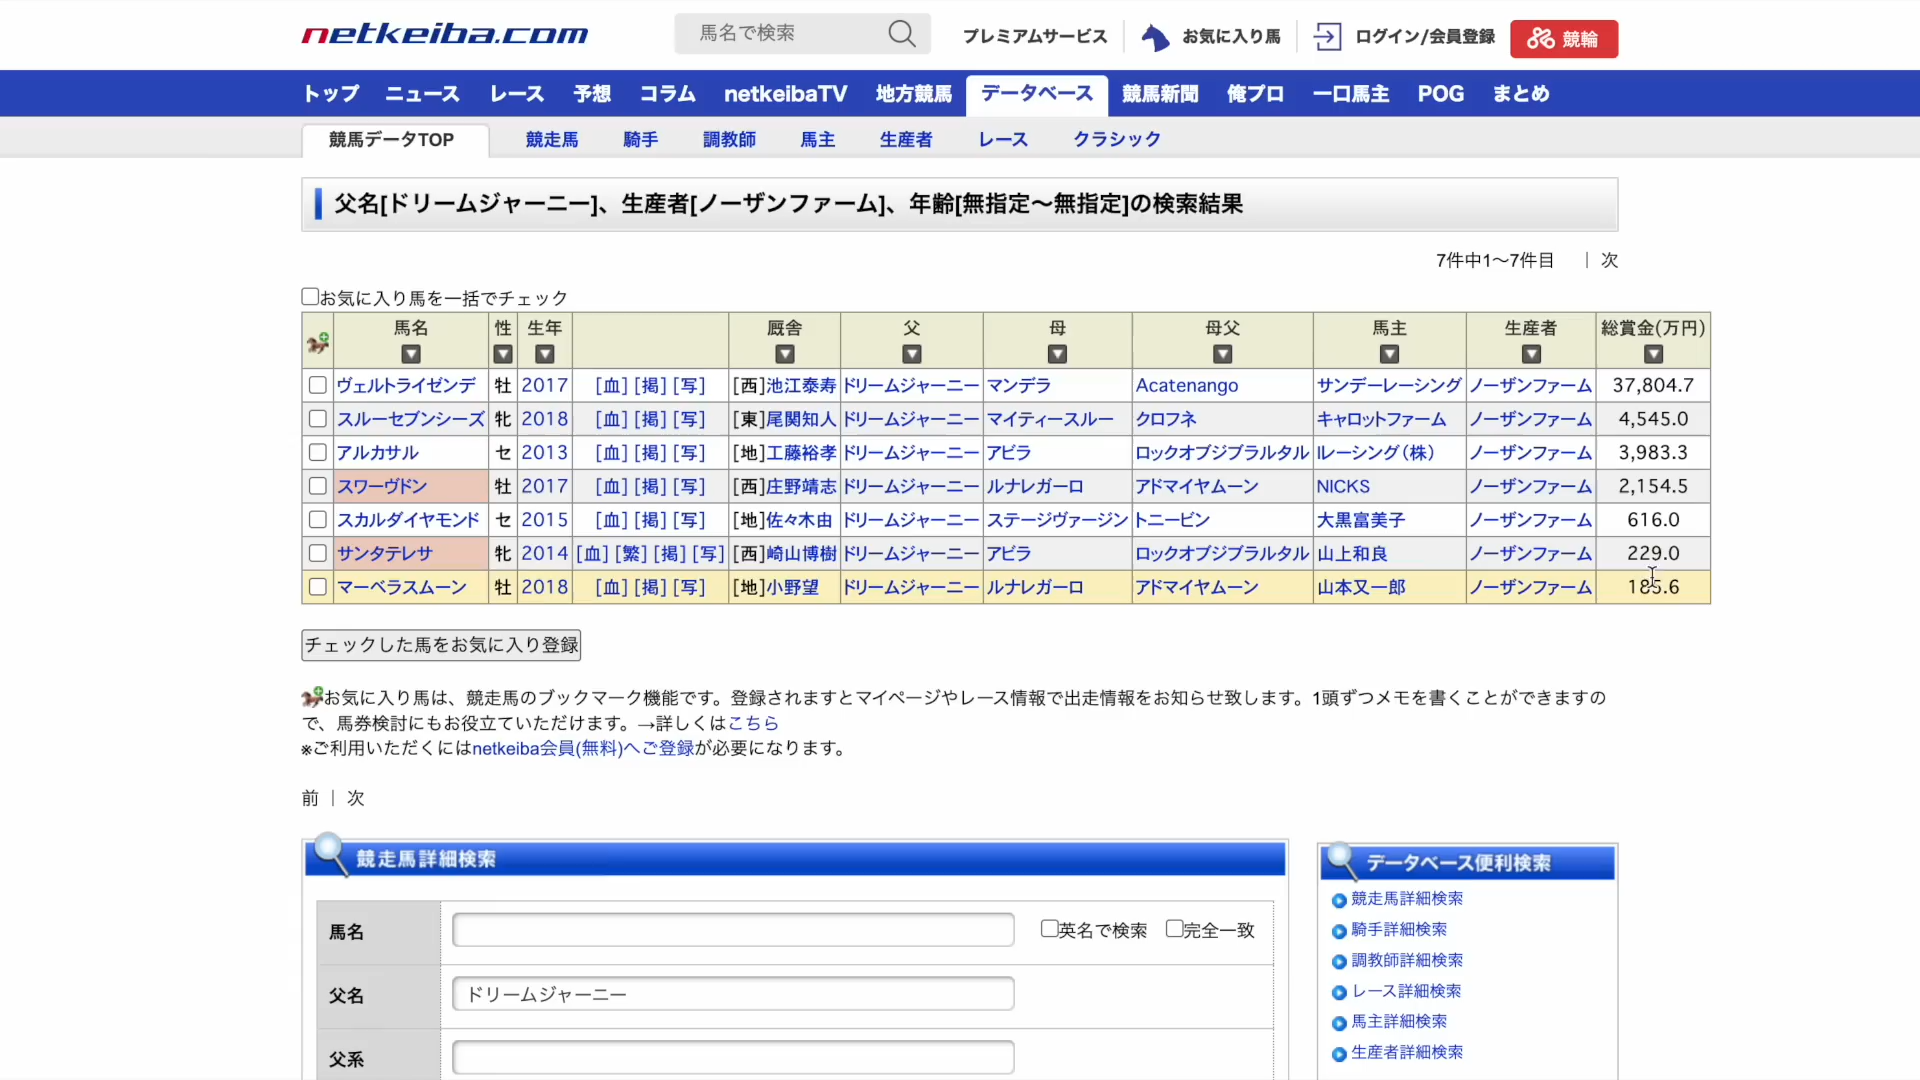 netkeiba.com
馬名で検索
プレミアムサービス
お気に入り馬
ログイン/会員登録
競輪
トップ ニュース レース 予想 コラム netkeibaTV 地方競馬 データベース 競馬新聞 俺プロ 一口馬主 POG まとめ
競馬データTOP 競走馬 騎手 調教師 馬主 生産者 レース クラシック
父名[ドリームジャーニー]、生産者[ノーザンファーム]、年齢[無指定〜無指定]の検索結果
7件中1〜7件目 | 次
お気に入り馬を一括でチェック
馬名 性 生年 厩舎 父 母 母父 馬主 生産者 総賞金(万円)
ヴェルトライゼンデ 牡 2017 [血] [掲] [写] [西]池江泰寿 ドリームジャーニー マンデラ Acatenango サンデーレーシング ノーザンファーム 37,804.7
スルーセブンシーズ 牝 2018 [血] [掲] [写] [東]尾関知人 ドリームジャーニー マイティースルー クロフネ キャロットファーム ノーザンファーム 4,545.0
アルカサル セ 2013 [血] [掲] [写] [地]工藤裕孝 ドリームジャーニー アビラ ロックオブジブラルタル Iレーシング(株) ノーザンファーム 3,983.3
スワーヴドン 牡 2017 [血] [掲] [写] [西]庄野靖志 ドリームジャーニー ルナレガーロ アドマイヤムーン NICKS ノーザンファーム 2,154.5
スカルダイヤモンド セ 2015 [血] [掲] [写] [地]佐々木由 ドリームジャーニー ステージヴァージン トニービン 大黒富美子 ノーザンファーム 616.0
サンタテレサ 牝 2014 [血] [繁] [掲] [写] [西]崎山博樹 ドリームジャーニー アビラ ロックオブジブラルタル 山上和良 ノーザンファーム 229.0
マーベラスムーン 牡 2018 [血] [掲] [写] [地]小野望 ドリームジャーニー ルナレガーロ アドマイヤムーン 山本又一郎 ノーザンファーム 185.6
チェックした馬をお気に入り登録
お気に入り馬は、競走馬のブックマーク機能です。登録されますとマイページやレース情報で出走情報をお知らせ致します。1頭ずつメモを書くことができますの
で、馬券検討にもお役立ていただけます。→詳しくはこちら
※ご利用いただくにはnetkeiba会員(無料)へご登録が必要になります。
前 | 次
競走馬詳細検索
馬名
英名で検索 完全一致
父名
ドリームジャーニー
父系
データベース便利検索
競走馬詳細検索
騎手詳細検索
調教師詳細検索
レース詳細検索
馬主詳細検索
生産者詳細検索